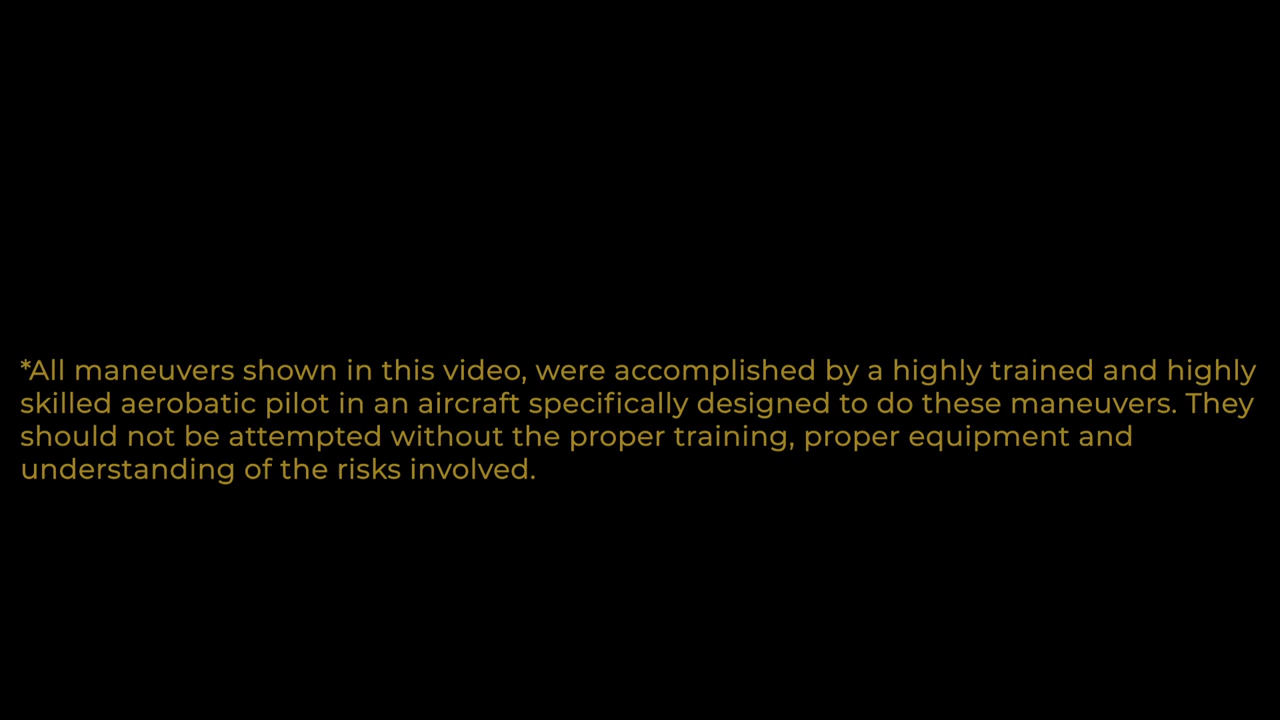 *All maneuvers shown in this video, were accomplished by a highly trained and highly
skilled aerobatic pilot in an aircraft specifically designed to do these maneuvers. They
should not be attempted without the proper training, proper equipment and
understanding of the risks involved.